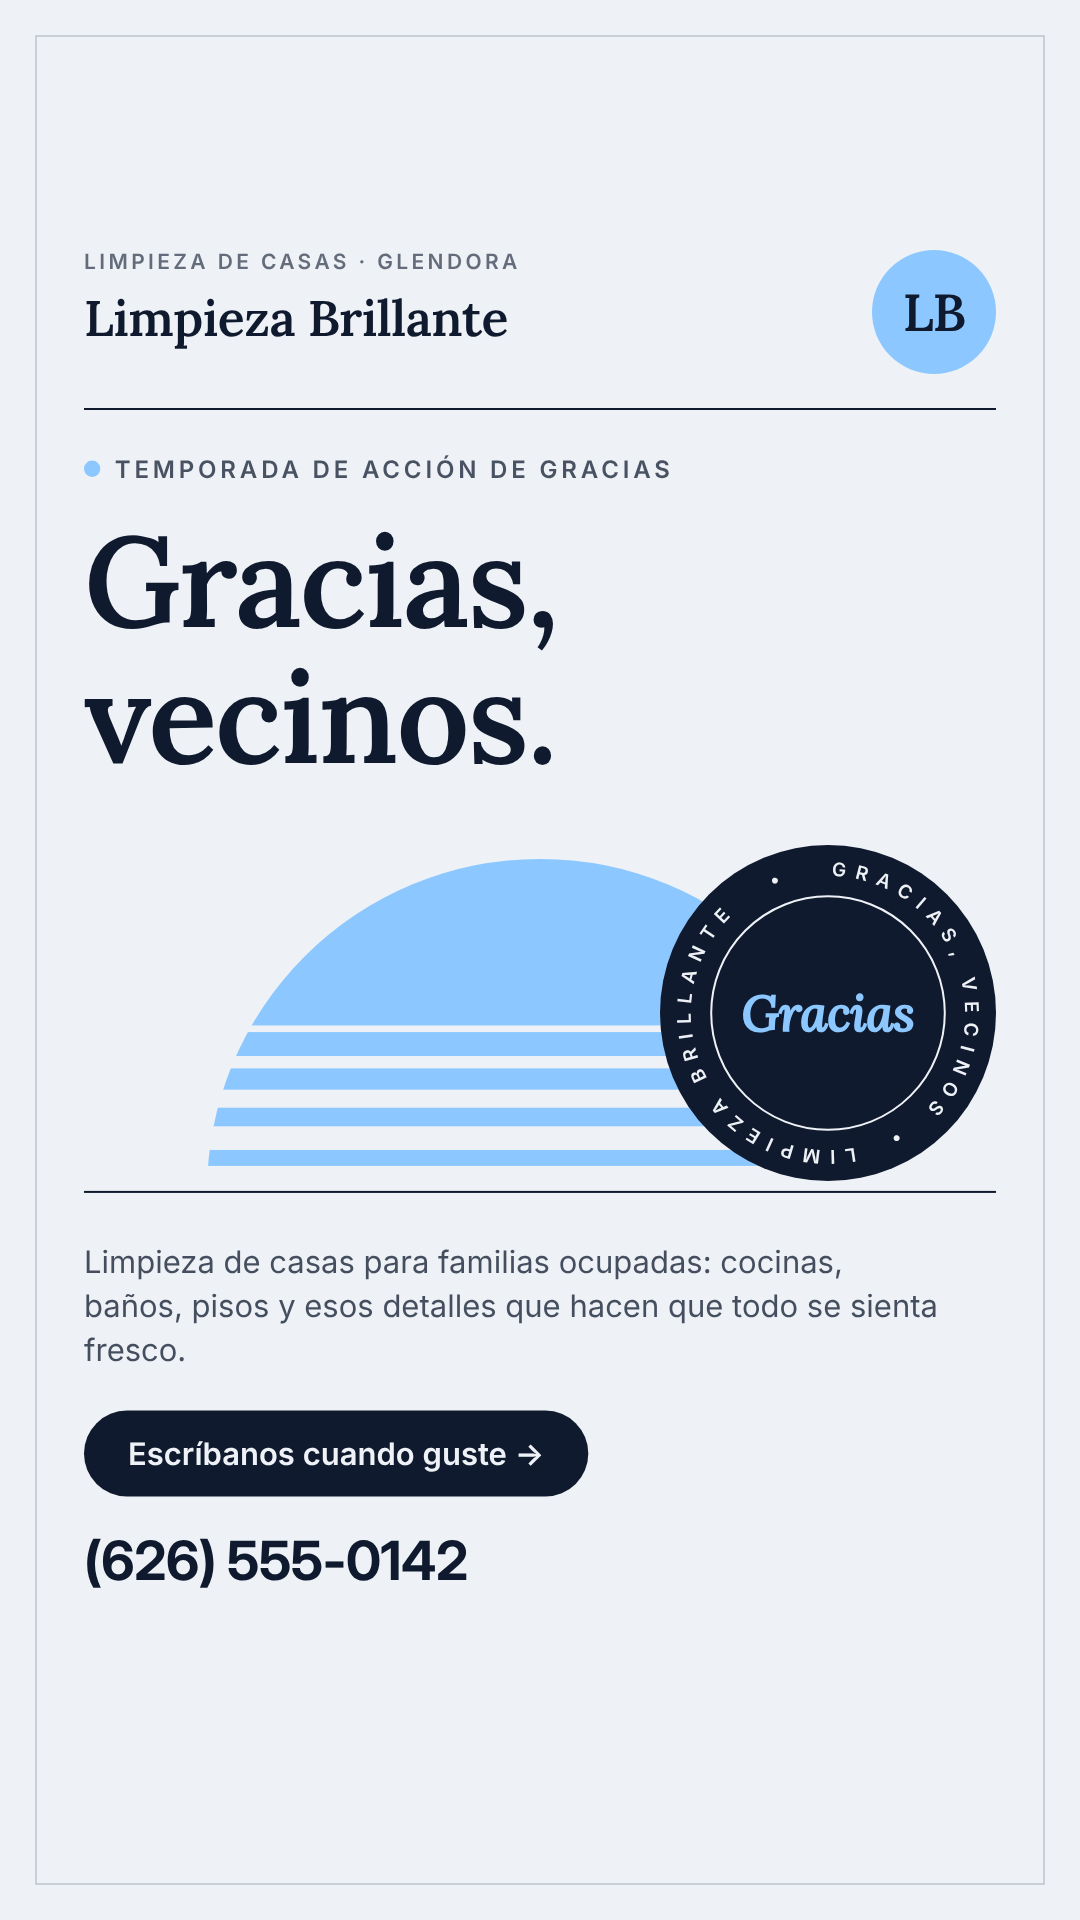 LIMPIEZA DE CASAS · GLENDORA
Limpieza Brillante
LB
TEMPORADA DE ACCIÓN DE GRACIAS
Gracias,
vecinos.
GRACIAS, VECINOS • LIMPIEZA BRILLANTE •
Gracias
Limpieza de casas para familias ocupadas: cocinas,
baños, pisos y esos detalles que hacen que todo se sienta
fresco.
Escríbanos cuando guste →
(626) 555-0142